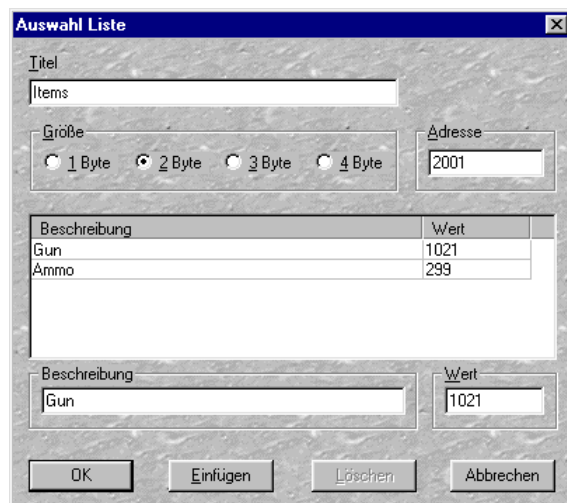 Auswahl Liste
Titel
Items
Größe
Adresse
1 Byte 2 Byte 3 Byte 4 Byte
2001
Beschreibung Wert
Gun 1021
Ammo 299
Beschreibung Wert
Gun 1021
OK Einfügen Löschen Abbrechen